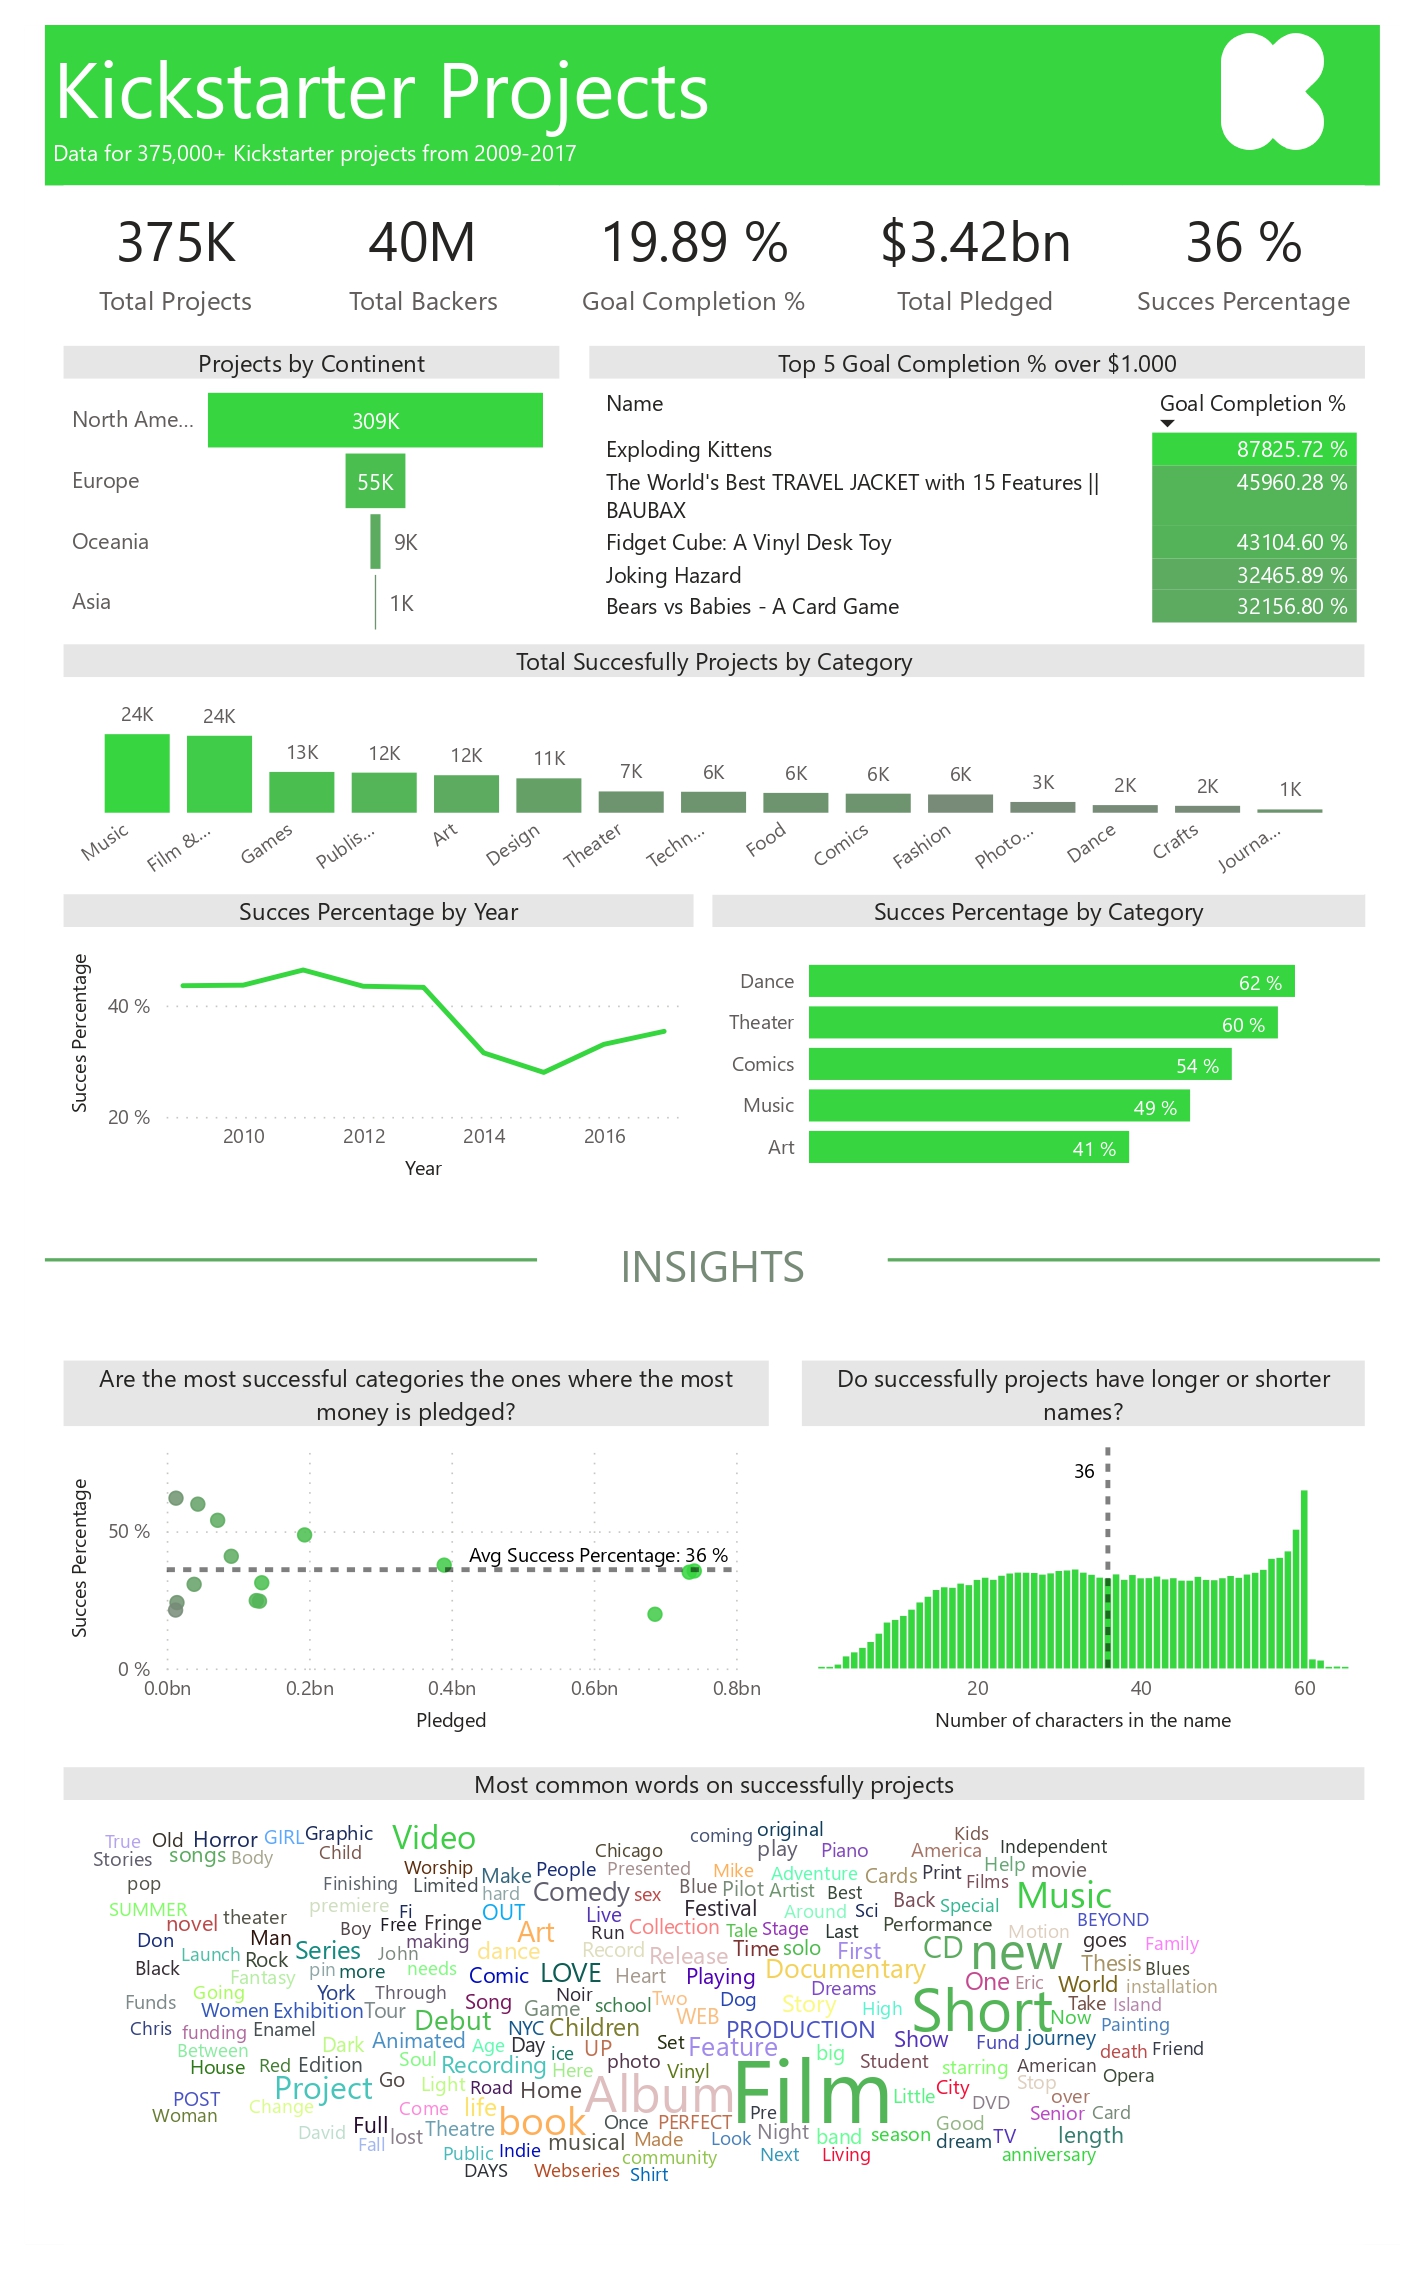 Kickstarter Projects
Data for 375,000+ Kickstarter projects from 2009-2017
375K
Total Projects
40M
Total Backers
19.89 %
Goal Completion %
$3.42bn
Total Pledged
36 %
Succes Percentage
Projects by Continent
North Ame...
309K
Europe
55K
Oceania
9K
Asia
1K
Top 5 Goal Completion % over $1.000
Name
Goal Completion %
Exploding Kittens
87825.72 %
The World's Best TRAVEL JACKET with 15 Features ||
BAUBAX
45960.28 %
Fidget Cube: A Vinyl Desk Toy
43104.60 %
Joking Hazard
32465.89 %
Bears vs Babies - A Card Game
32156.80 %
Total Succesfully Projects by Category
24K
24K
13K
12K
12K
11K
7K
6K
6K
6K
6K
3K
2K
2K
1K
Music
Film &...
Games
Publis...
Art
Design
Theater
Techn...
Food
Comics
Fashion
Photo...
Dance
Crafts
Journa...
Succes Percentage by Year
Succes Percentage
40 %
20 %
2010
2012
2014
2016
Year
Succes Percentage by Category
Dance
62 %
Theater
60 %
Comics
54 %
Music
49 %
Art
41 %
INSIGHTS
Are the most successful categories the ones where the most
money is pledged?
Succes Percentage
50 %
0 %
Avg Success Percentage: 36 %
0.0bn
0.2bn
0.4bn
0.6bn
0.8bn
Pledged
Do successfully projects have longer or shorter
names?
36
20
40
60
Number of characters in the name
Most common words on successfully projects
True Old Horror GIRL Graphic Video coming original Kids
Stories songs Body Child Chicago play Piano America Independent
Worship Make People Presented Mike Adventure Cards Print Help movie
pop Finishing Limited hard Comedy sex Blue Pilot Artist Best Films Music
SUMMER premiere Fi OUT Live Festival Around Sci Back Special BEYOND
novel theater Boy Free Fringe Art Run Collection Tale Stage Last Performance Motion goes Family
Don Man making
Launch Rock Series John dance Record Release Time solo First CD new Thesis Blues
Black Fantasy pin more needs Comic LOVE Heart Playing Documentary One Eric World installation
Going York Through Noir Two Dreams Short
Funds Women Exhibition Tour Song Game school WEB Dog Story High Take Island
Chris funding Enamel Debut NYC Children PRODUCTION Show Now Painting
Between Dark Animated Age Day ice UP Set Feature big Fund journey death Friend
House Red Edition Soul Recording Here photo Vinyl Student starring American Opera
Project Go Light Road Home Album Film Little City DVD Stop over
POST Change Come life book Once PERFECT Pre Senior Card
Woman David Full Theatre Night band season Good length
Fall lost Public Indie musical Made Look Next Living dream TV anniversary
DAYS Webseries community Shirt